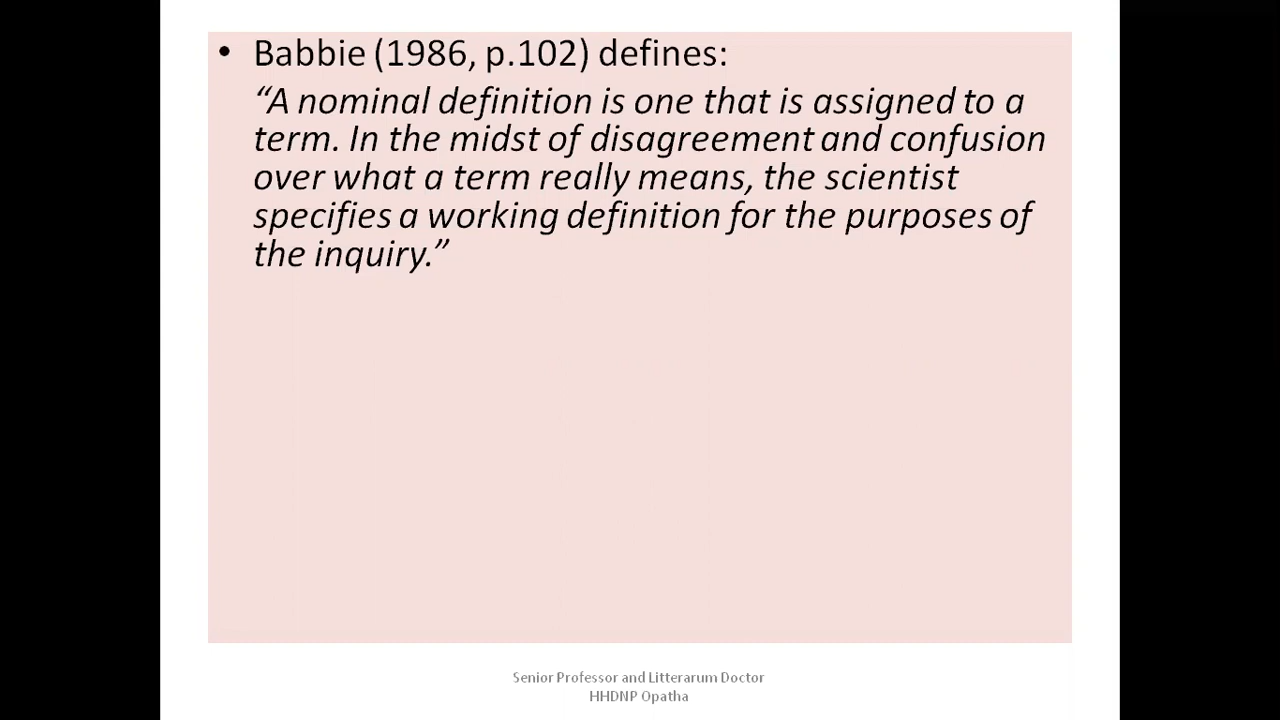 • Babbie (1986, p.102) defines:
“A nominal definition is one that is assigned to a
term. In the midst of disagreement and confusion
over what a term really means, the scientist
specifies a working definition for the purposes of
the inquiry.”
Senior Professor and Litterarum Doctor
HHDNP Opatha